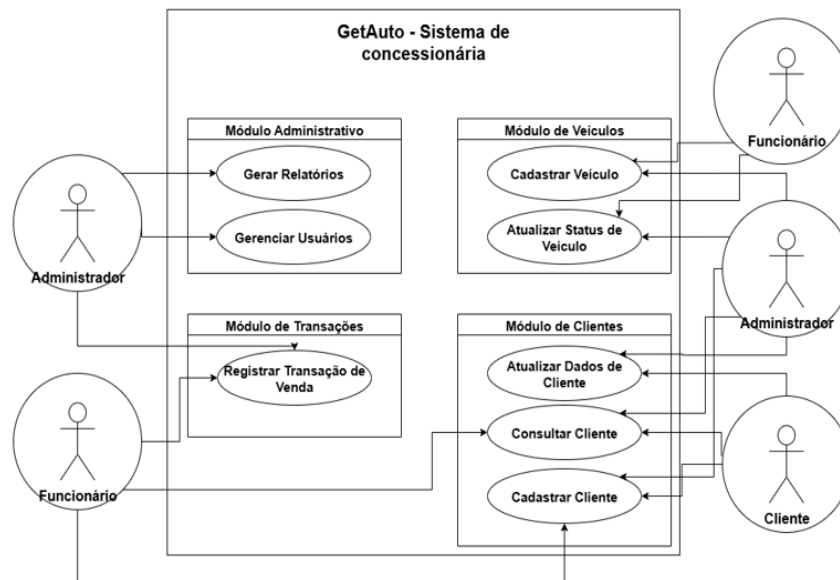 GetAuto - Sistema de
concessionária
Funcionário
Módulo Administrativo
Gerar Relatórios
Gerenciar Usuários
Módulo de Veículos
Cadastrar Veículo
Atualizar Status de
Veículo
Administrador
Administrador
Módulo de Transações
Registrar Transação de
Venda
Módulo de Clientes
Atualizar Dados de
Cliente
Consultar Cliente
Cadastrar Cliente
Funcionário
Cliente